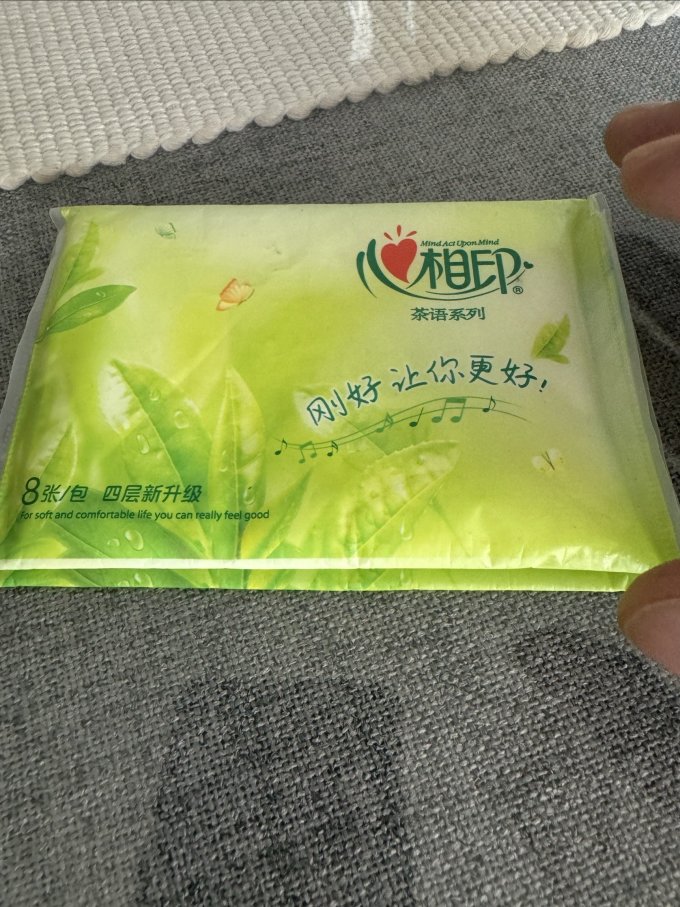 Mind Act Upon Mind
心相印®
茶语系列
刚好 让你更好!
8张/包 四层新升级
For soft and comfortable life you can really feel good